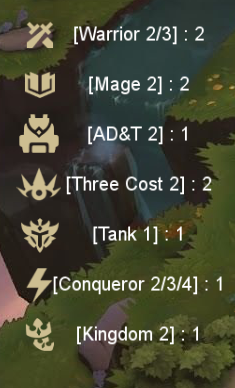 [Warrior 2/3] : 2
[Mage 2] : 2
[AD&T 2] : 1
[Three Cost 2] : 2
[Tank 1] : 1
[Conqueror 2/3/4] : 1
[Kingdom 2] : 1